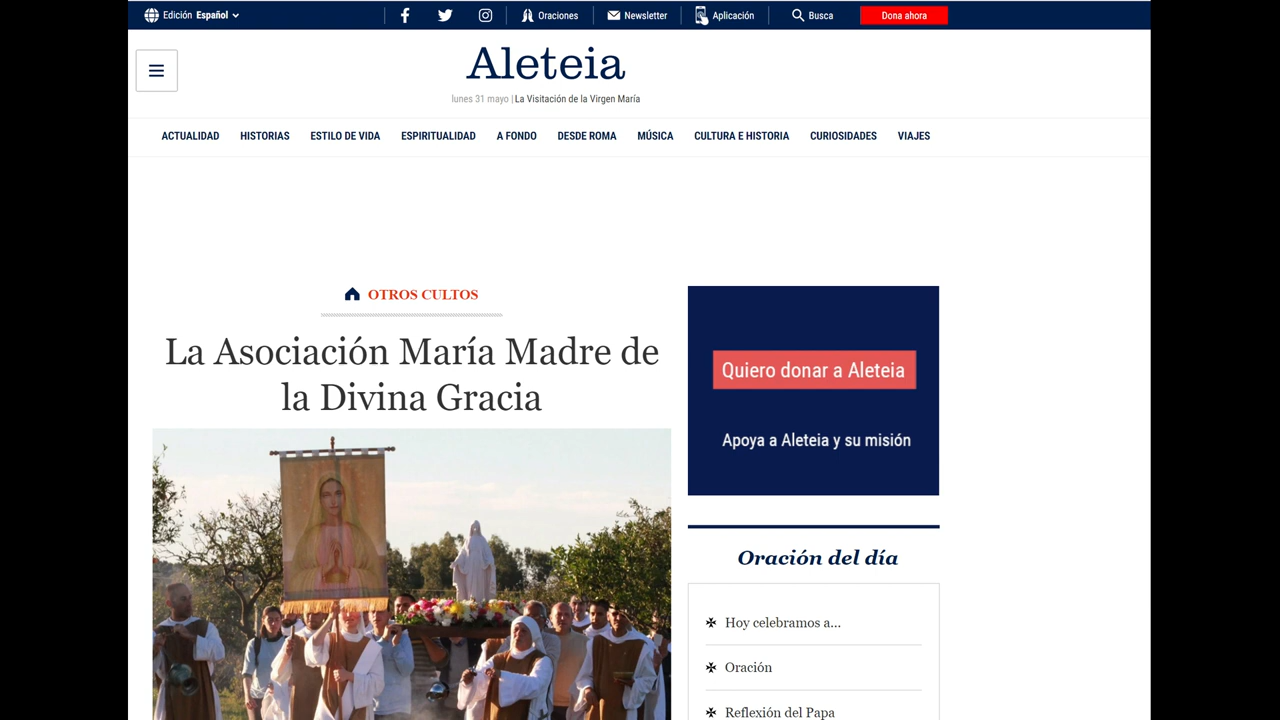 Edición Español
Oraciones
Newsletter
Aplicación
Busca
Dona ahora
Aleteia
lunes 31 mayo | La Visitación de la Virgen María
ACTUALIDAD HISTORIAS ESTILO DE VIDA ESPIRITUALIDAD A FONDO DESDE ROMA MÚSICA CULTURA E HISTORIA CURIOSIDADES VIAJES
OTROS CULTOS
La Asociación María Madre de
la Divina Gracia
Quiero donar a Aleteia
Apoya a Aleteia y su misión
Oración del día
Hoy celebramos a...
Oración
Reflexión del Papa